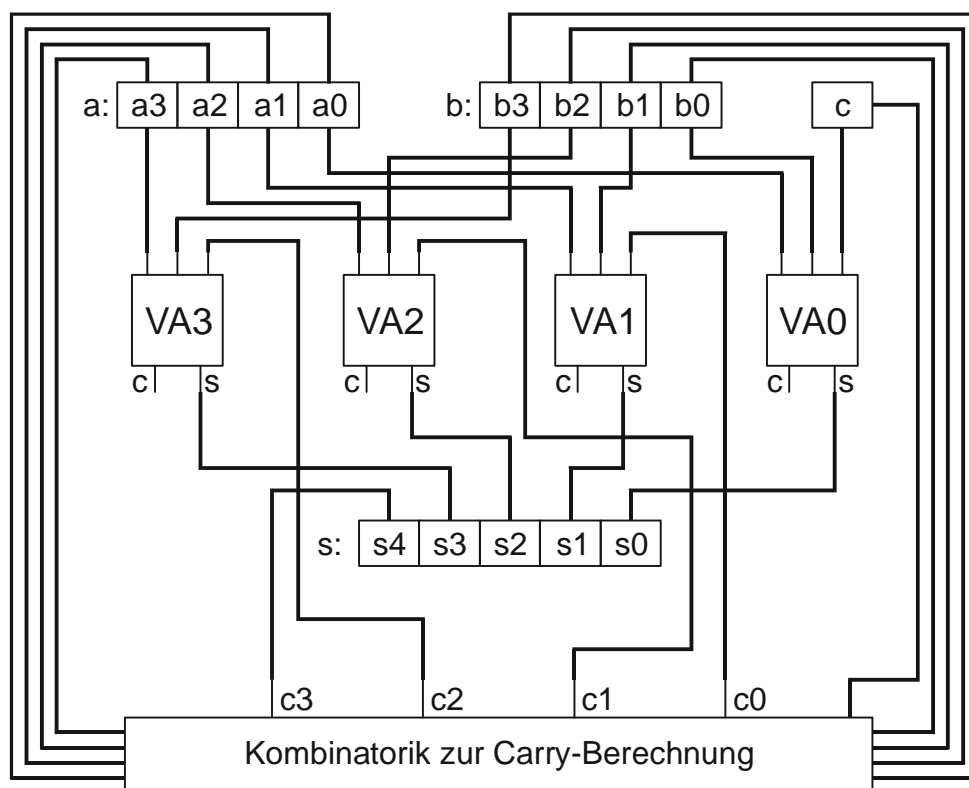 a: a3 a2 a1 a0 b: b3 b2 b1 b0 c
VA3 VA2 VA1 VA0
c s c s c s c s
s: s4 s3 s2 s1 s0
c3 c2 c1 c0
Kombinatorik zur Carry-Berechnung